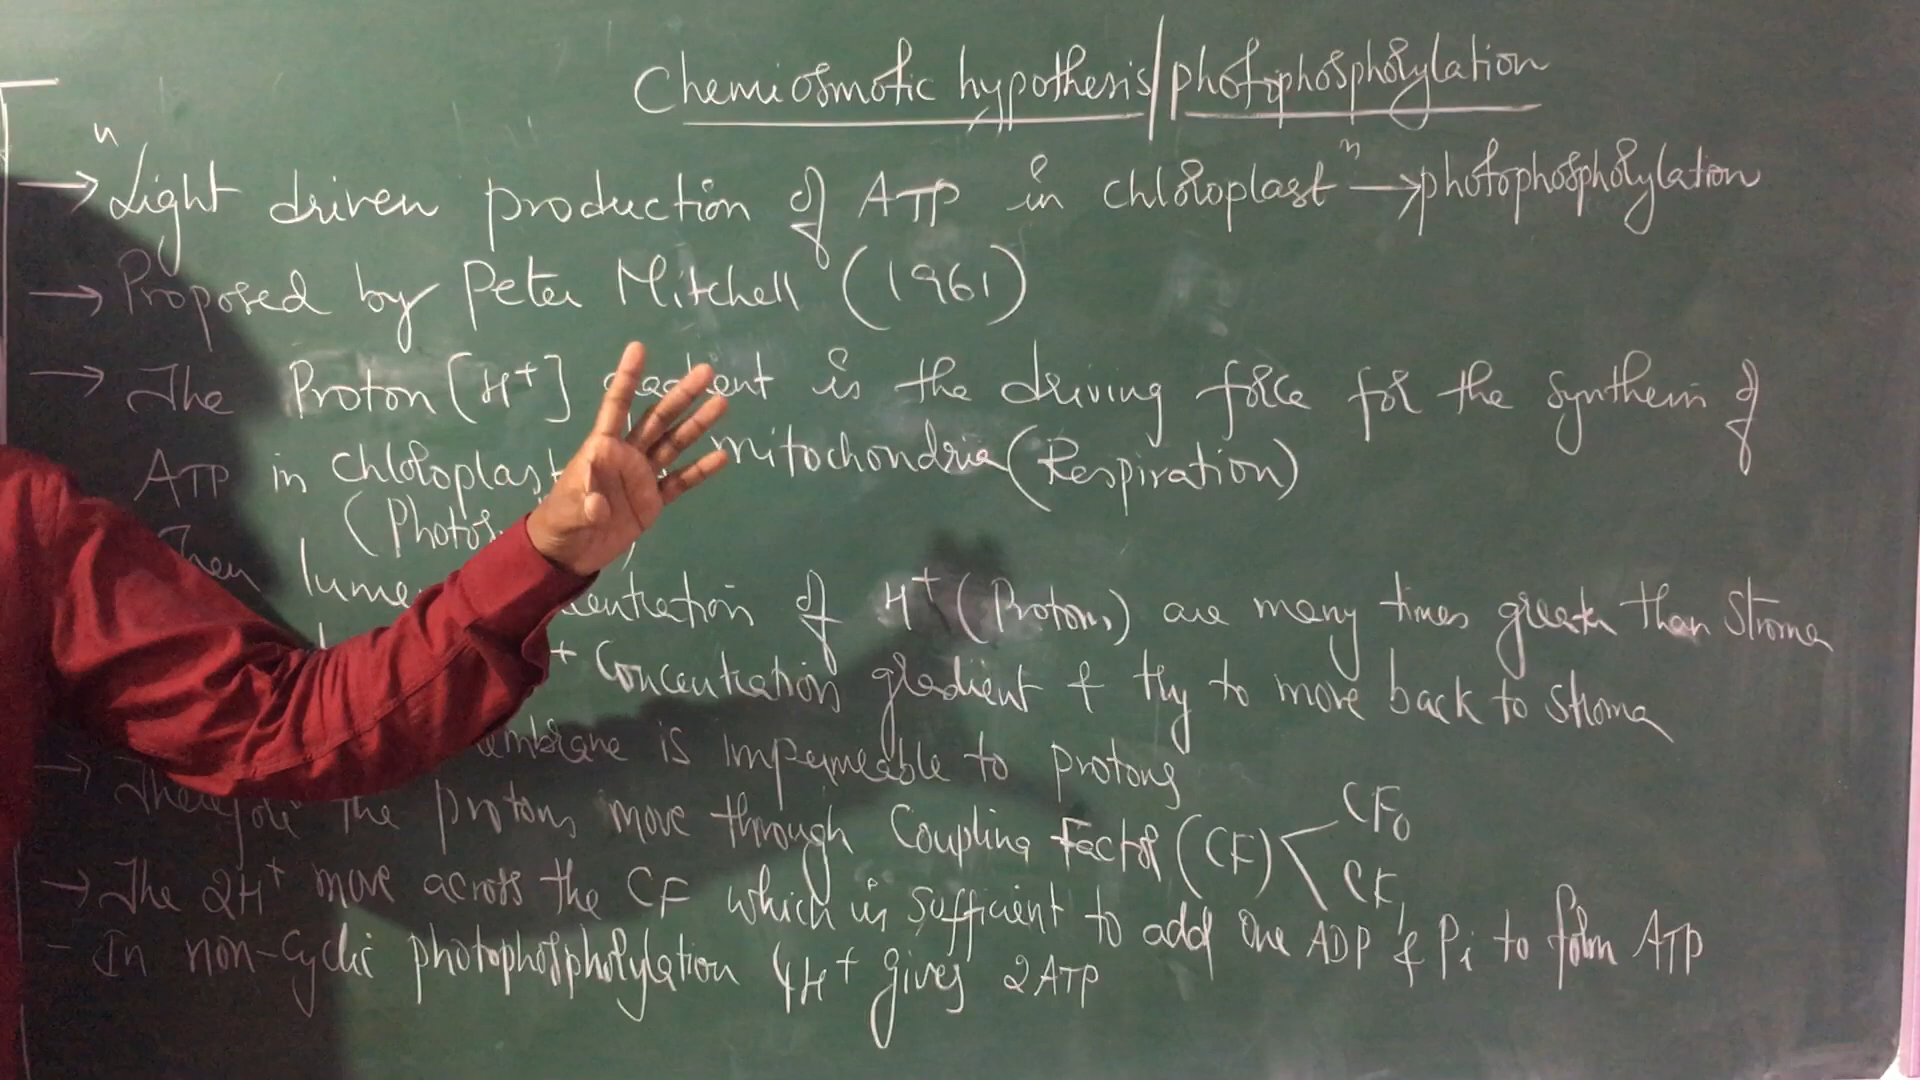 Chemiosmotic hypothesis/photophosphorylation
→ "Light driven production of ATP in chloroplast" → photophosphorylation
→ Proposed by Peter Mitchell (1961)
→ The Proton [H+] gradient is the driving force for the synthesis of
ATP in chloroplast mitochondria (Respiration)
(Photos
lume entration of H+ (Protons) are many times greater than Stroma
+ Concentration gradient & try to move back to stroma
embrane is impermeable to protons
→ Therefore the protons move through Coupling Factor (CF) < CF0 CF1
→ The 2H+ move across the CF which is sufficient to add one ADP & Pi to form ATP
- In non-cyclic photophosphorylation 4H+ gives 2ATP